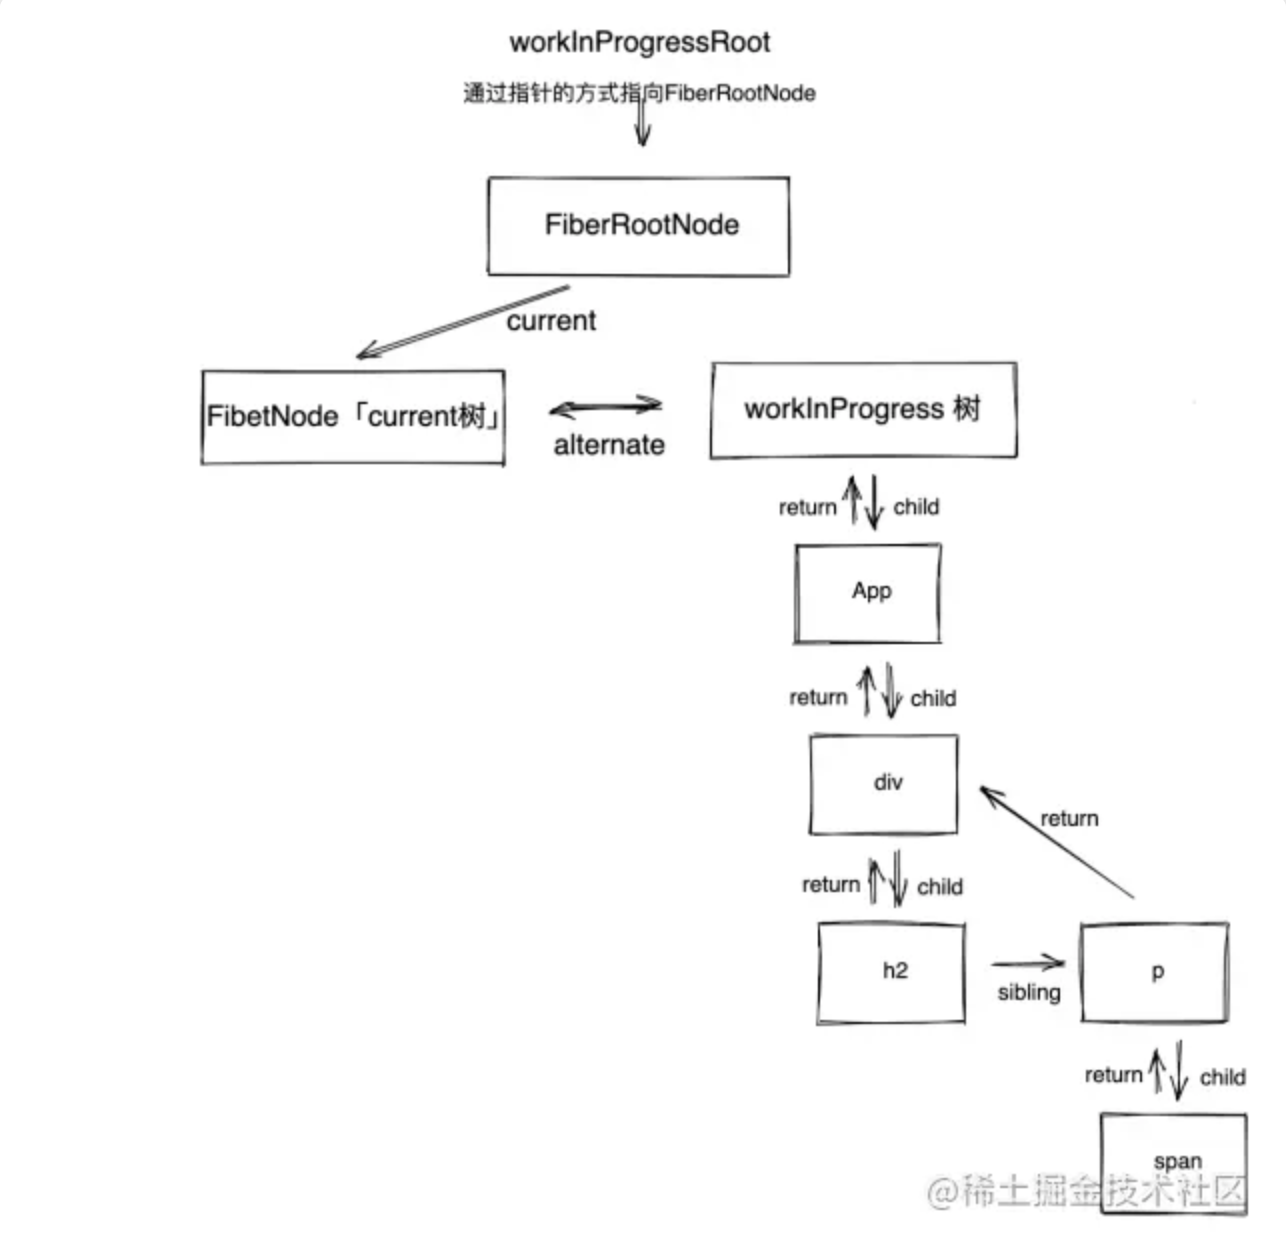 workInProgressRoot
通过指针的方式指向FiberRootNode
FiberRootNode
current
FibetNode「current树」
alternate
workInProgress 树
return
child
App
return
child
div
return
return
child
h2
sibling
p
return
child
span
@稀土掘金技术社区